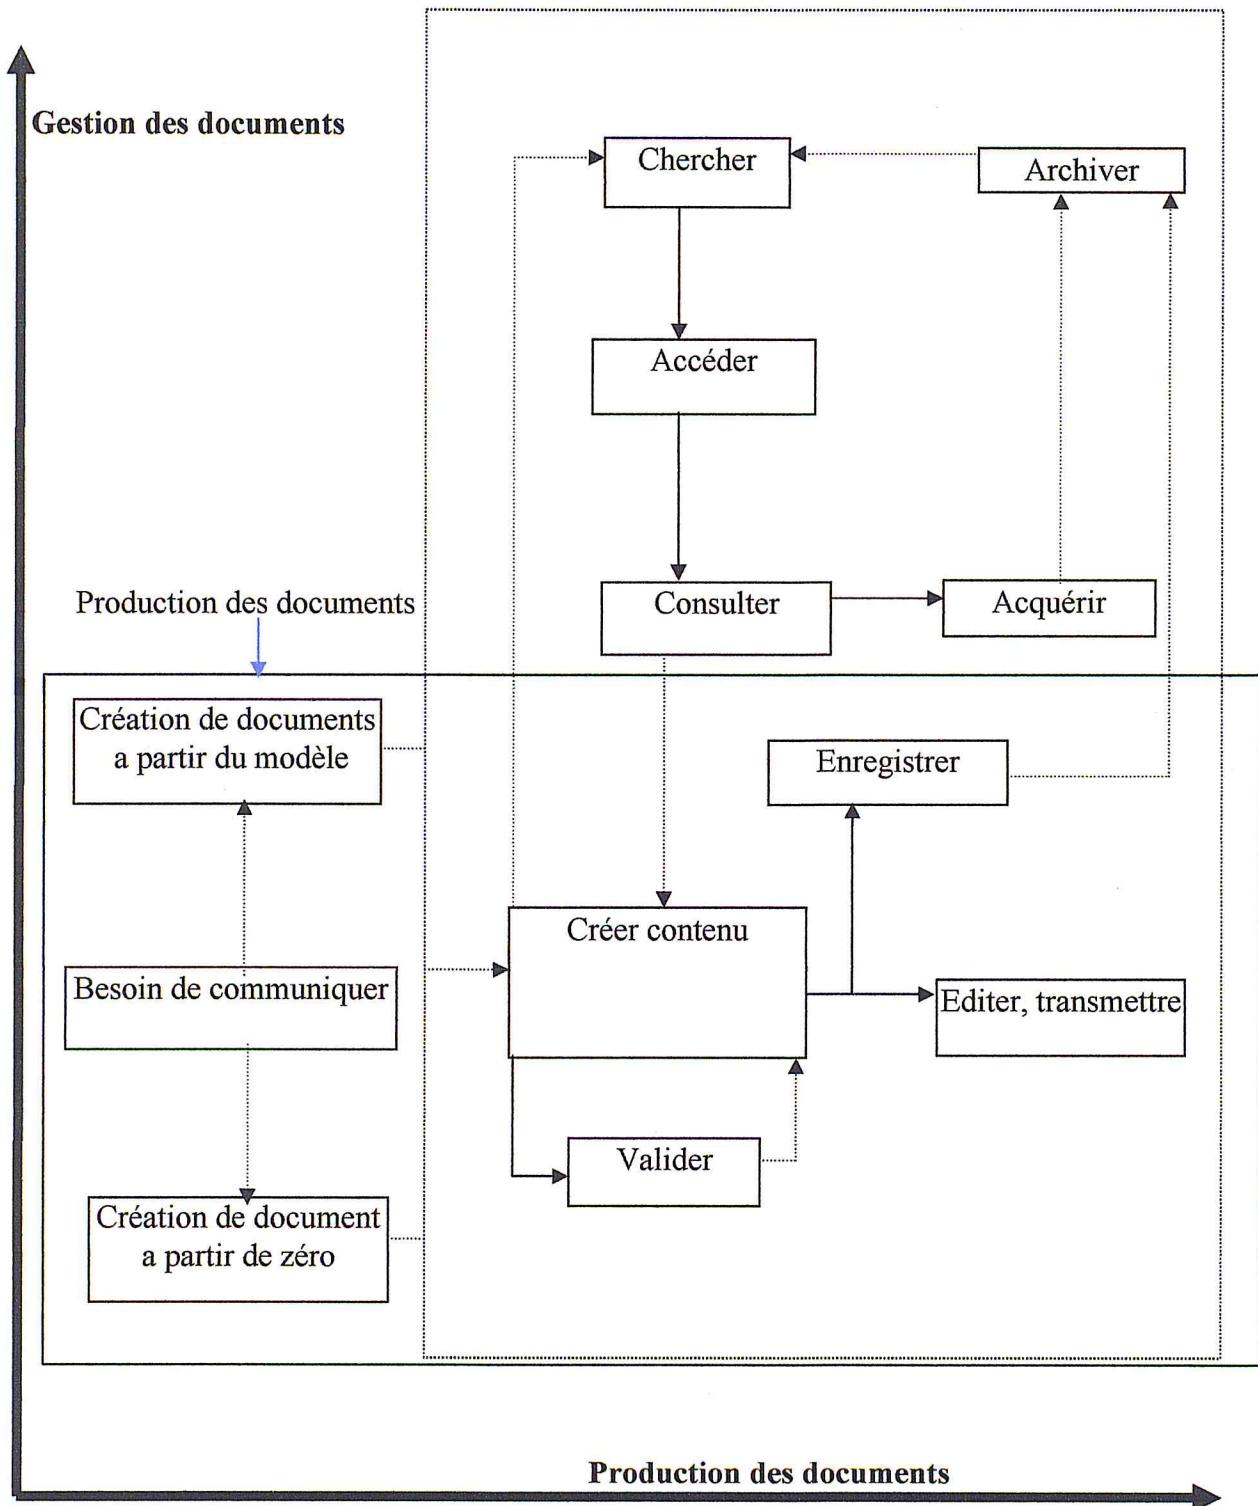 Gestion des documents
Chercher
Archiver
Accéder
Production des documents
Consulter
Acquérir
Création de documents
a partir du modèle
Enregistrer
Créer contenu
Besoin de communiquer
Editer, transmettre
Valider
Création de document
a partir de zéro
Production des documents